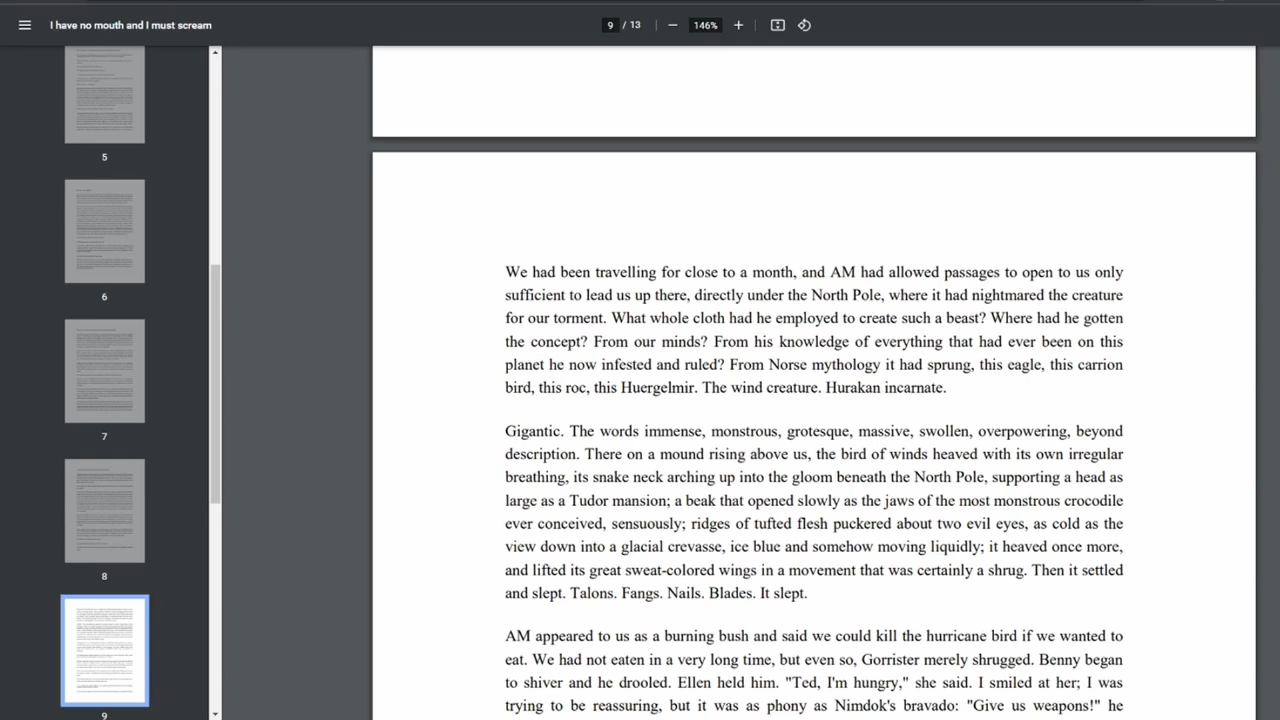 I have no mouth and I must scream
9 / 13
146%
5
6
7
8
9
We had been travelling for close to a month, and AM had allowed passages to open to us only
sufficient to lead us up there, directly under the North Pole, where it had nightmared the creature
for our torment. What whole cloth had he employed to create such a beast? Where had he gotten
the concept? From our minds? From his knowledge of everything that had ever been on this
planet he now infested and ruled? From Norse mythology it had sprung, this eagle, this carrion
bird, this roc, this Huergelmir. The wind creature. Hurakan incarnate.
Gigantic. The words immense, monstrous, grotesque, massive, swollen, overpowering, beyond
description. There on a mound rising above us, the bird of winds heaved with its own irregular
breathing, its snake neck arching up into the gloom beneath the North Pole, supporting a head as
large as a Tudor mansion; a beak that opened slowly as the jaws of the most monstrous crocodile
ever conceived, sensuously; ridges of tufted flesh puckered about two evil eyes, as cold as the
view down into a glacial crevasse, ice blue and somehow moving liquidly; it heaved once more,
and lifted its great sweat-colored wings in a movement that was certainly a shrug. Then it settled
and slept. Talons. Fangs. Nails. Blades. It slept.
AM appeared to us as a burning bush and said we could kill the hurricane bird if we wanted to
eat. We had not eaten in a very long time, but even so, Gorrister merely shrugged. Benny began
to shiver and he drooled. Ellen held him. "Ted, I'm hungry," she said. I smiled at her; I was
trying to be reassuring, but it was as phony as Nimdok's bravado: "Give us weapons!" he